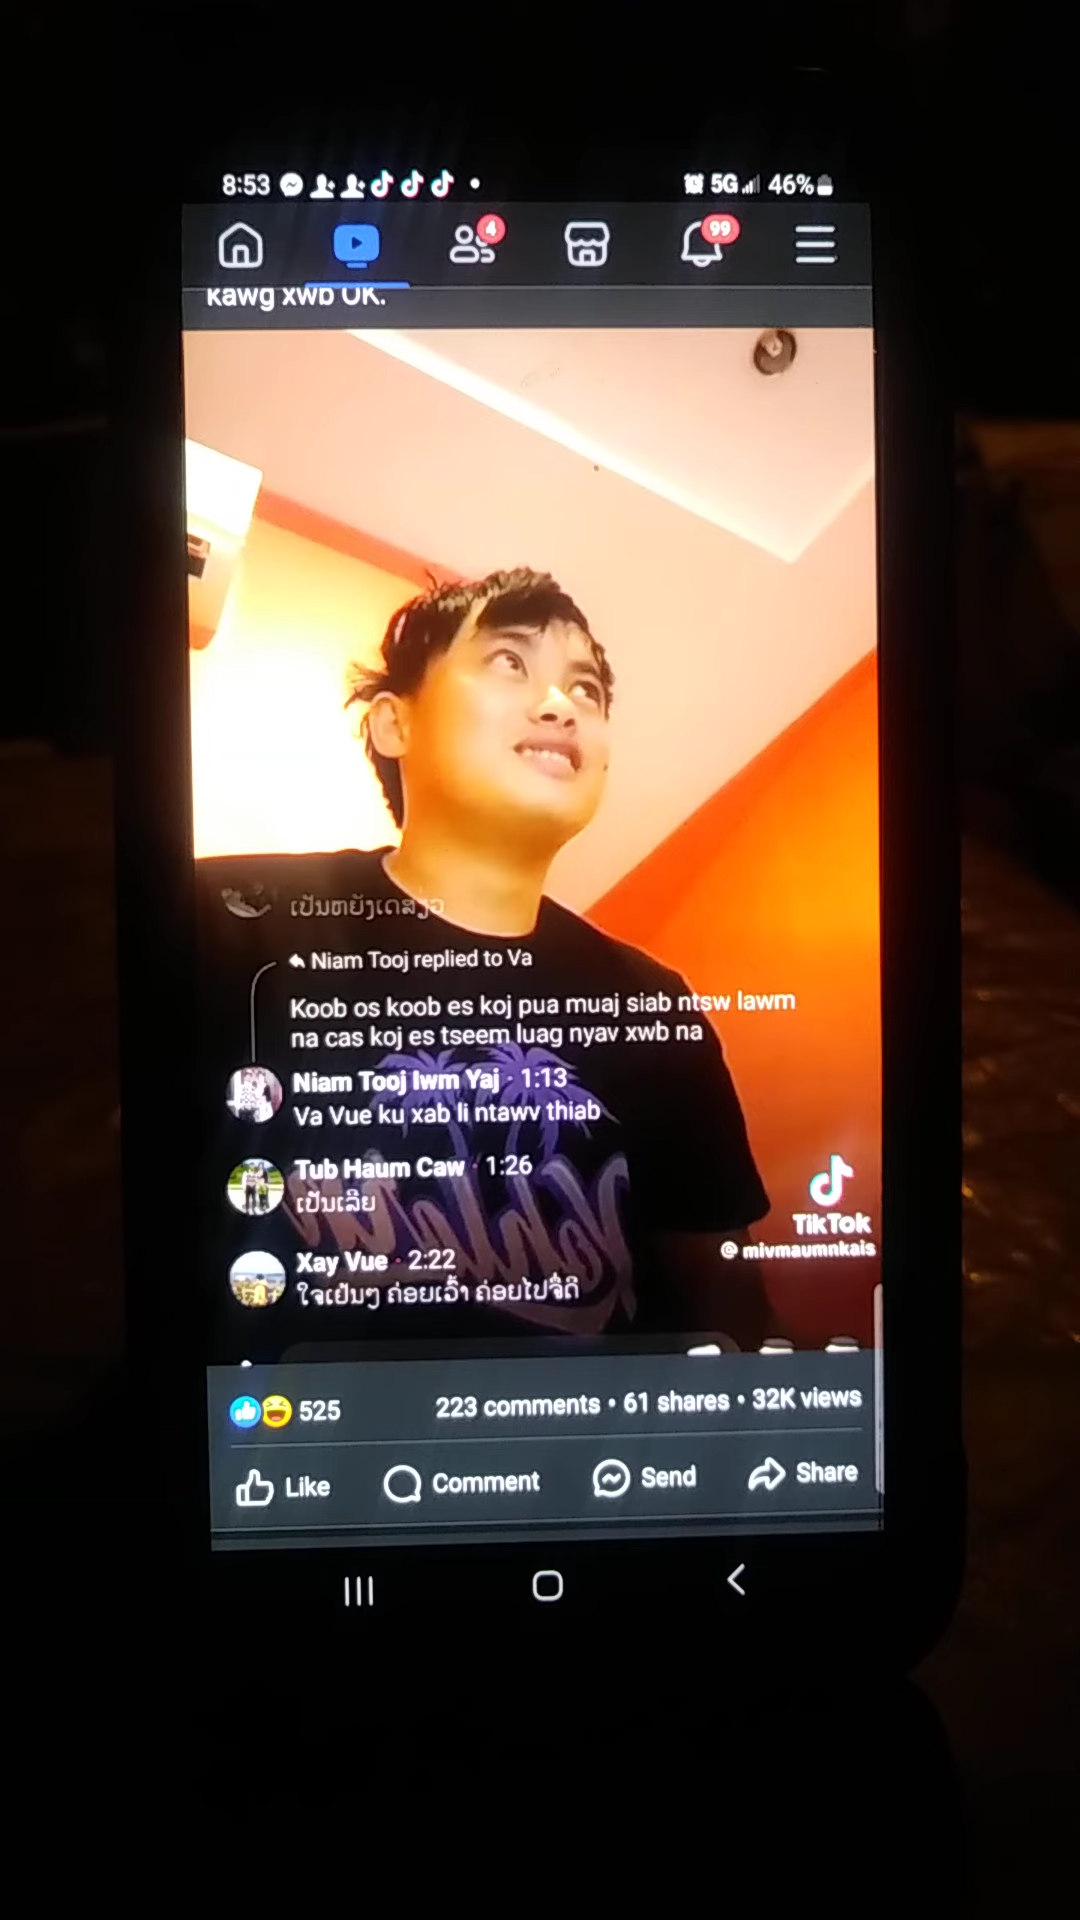 8:53
5G 46%
4
99
kawg xwb OK.
ເປັນຫຍັງເດສ່ຽວ
Niam Tooj replied to Va
Koob os koob es koj pua muaj siab ntsw lawm
na cas koj es tseem luag nyav xwb na
Niam Tooj Iwm Yaj · 1:13
Va Vue ku xab li ntawv thiab
Tub Haum Caw · 1:26
ເປັນເລີຍ
Xay Vue · 2:22
ໃຈເຢັນໆ ຄ່ອຍເວົ້າ ຄ່ອຍໄປຈື່ດິ
TikTok
@ mivmaumnkais
525
223 comments • 61 shares • 32K views
Like
Comment
Send
Share